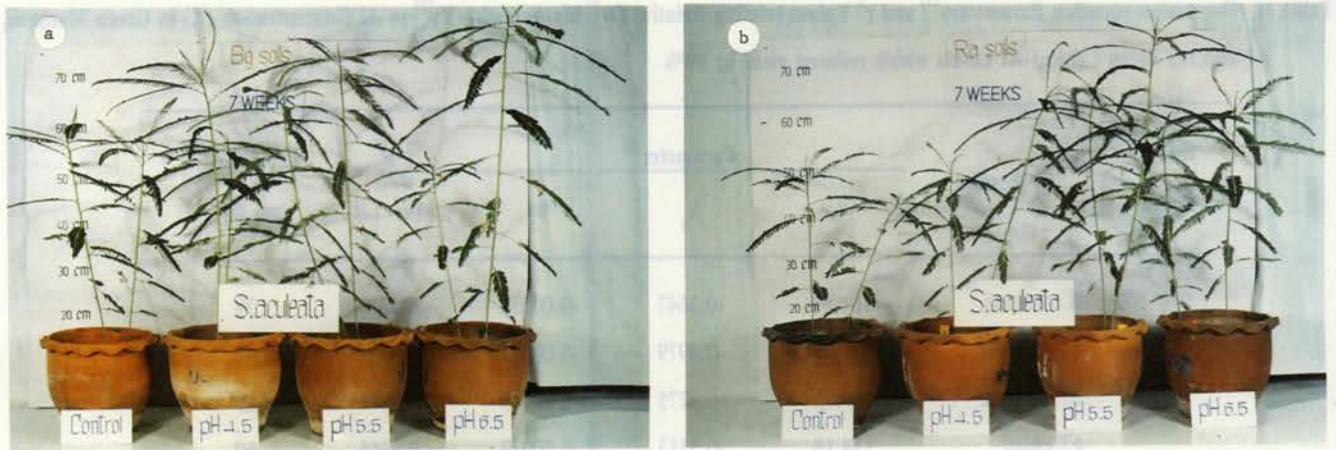 a
Bg soils
70 cm
7 WEEKS
60 cm
50 cm
40 cm
30 cm
20 cm
S.aculeata
Control
pH 4.5
pH 5.5
pH 6.5
b
Ra soils
70 cm
7 WEEKS
60 cm
50 cm
30 cm
20 cm
S.aculeata
Control
pH 4.5
pH 5.5
pH 6.5